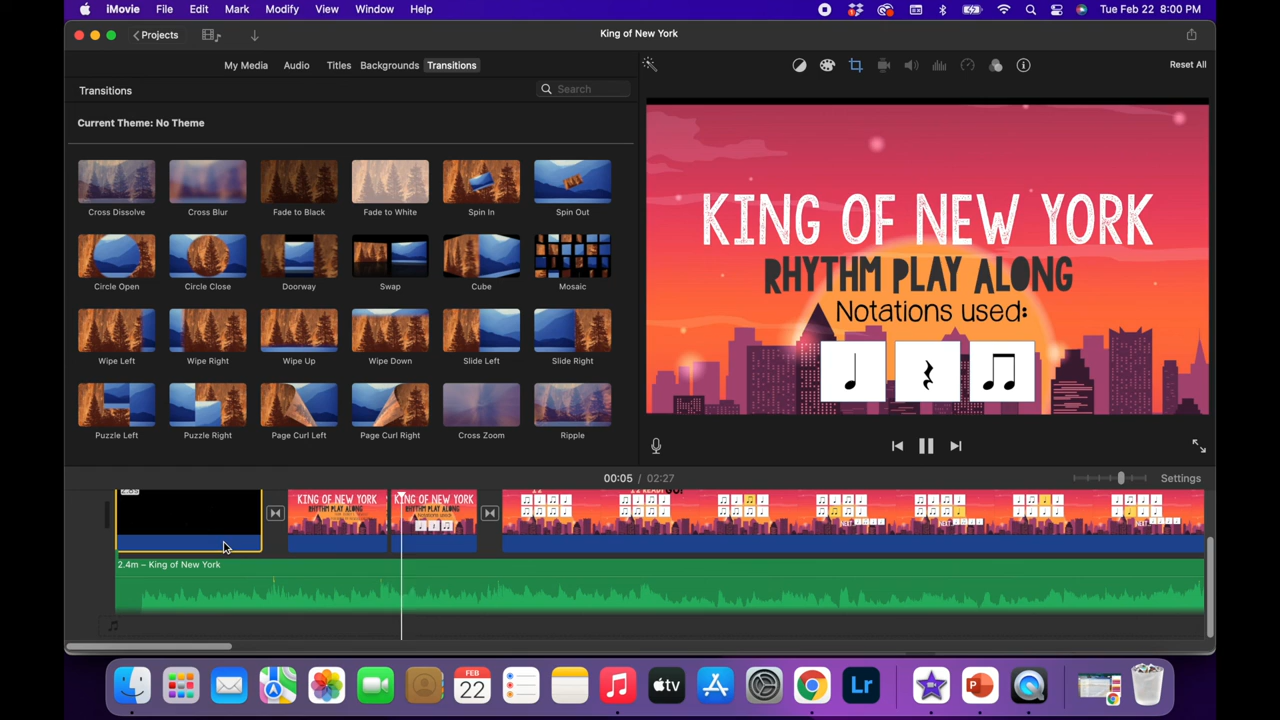 iMovie File Edit Mark Modify View Window Help Tue Feb 22 8:00 PM
Projects King of New York
My Media Audio Titles Backgrounds Transitions Reset All
Transitions Search
Current Theme: No Theme
Cross Dissolve Cross Blur Fade to Black Fade to White Spin In Spin Out
Circle Open Circle Close Doorway Swap Cube Mosaic
Wipe Left Wipe Right Wipe Up Wipe Down Slide Left Slide Right
Puzzle Left Puzzle Right Page Curl Left Page Curl Right Cross Zoom Ripple
KING OF NEW YORK
RHYTHM PLAY ALONG
Notations used:
00:05 / 02:27 Settings
KING OF NEW YORK KING OF NEW YORK
RHYTHM PLAY ALONG RHYTHM PLAY ALONG
NEXT... NEXT... NEXT... NEXT...
2.4m – King of New York
FEB
22
tv
Lr
P